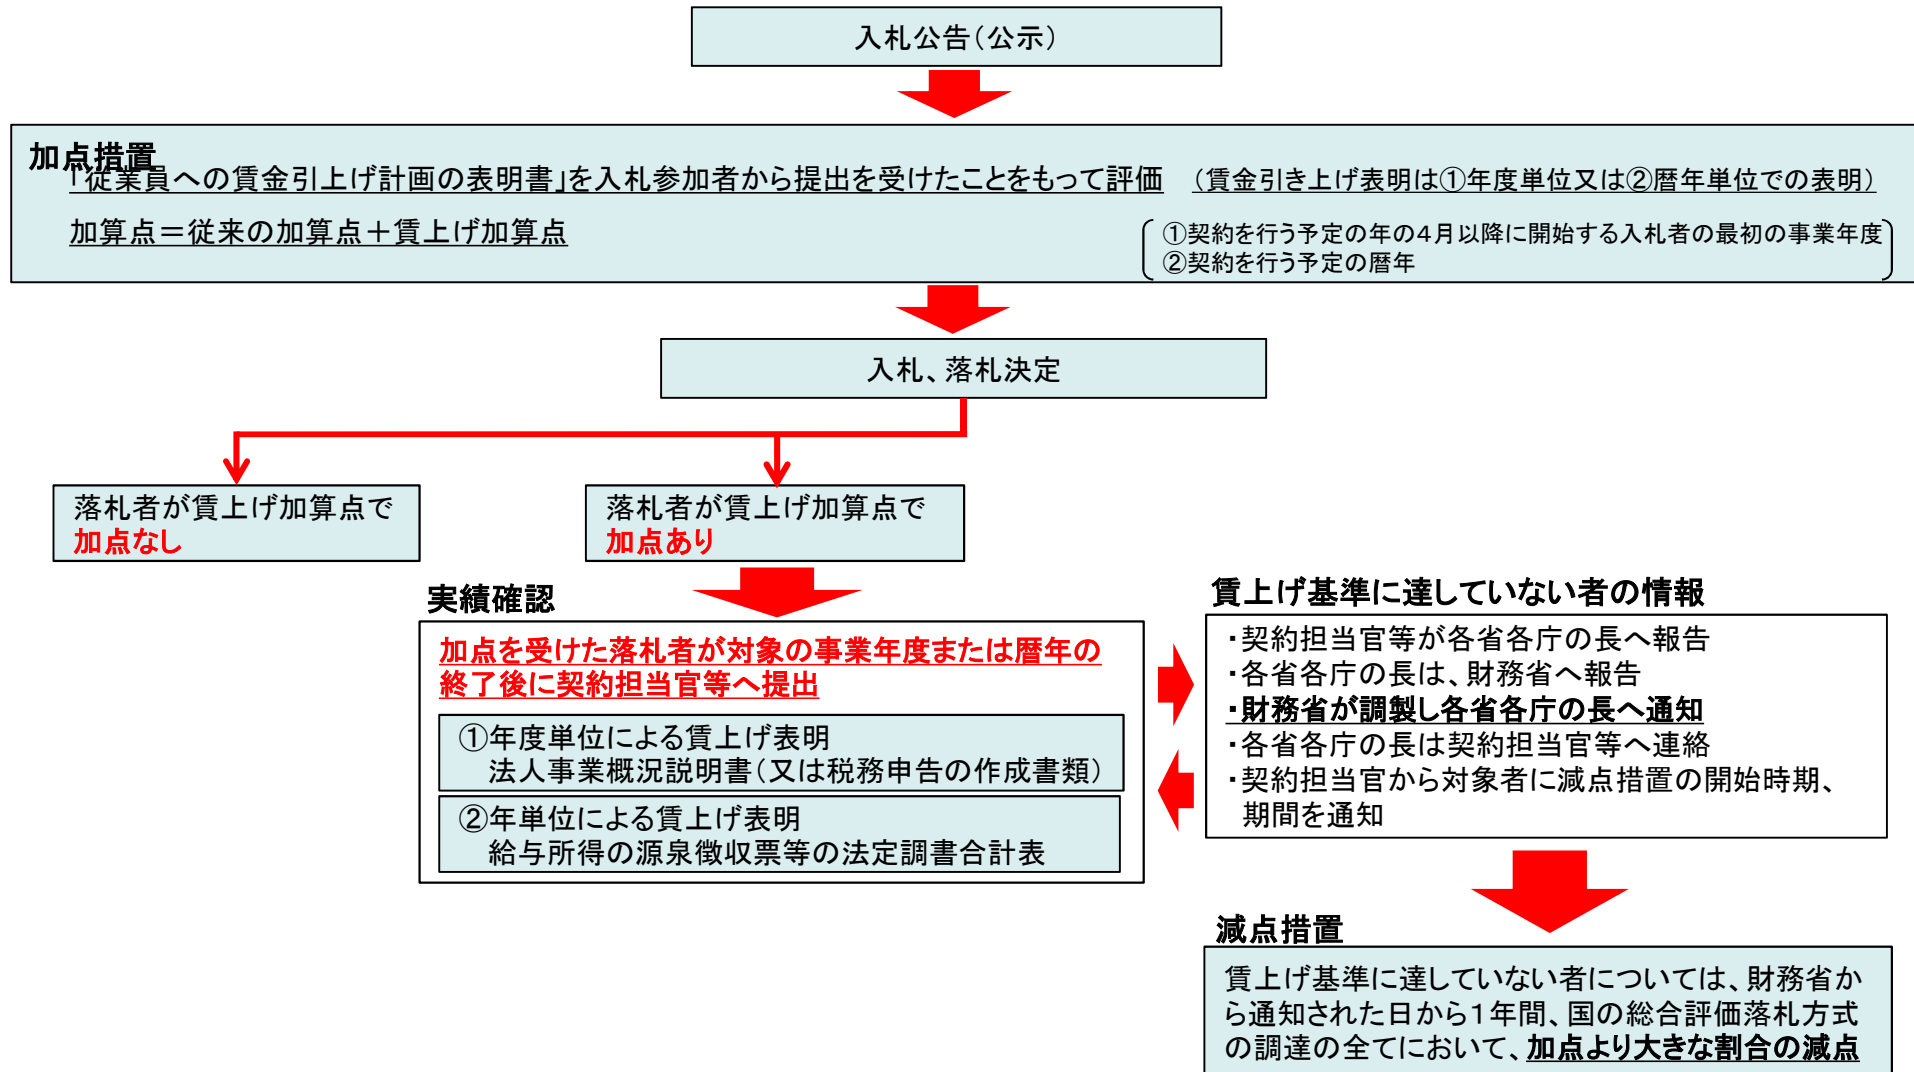 入札公告（公示）
加点措置
「従業員への賃金引上げ計画の表明書」を入札参加者から提出を受けたことをもって評価 （賃金引き上げ表明は①年度単位又は②暦年単位での表明）
加算点＝従来の加算点＋賃上げ加算点
①契約を行う予定の年の４月以降に開始する入札者の最初の事業年度
②契約を行う予定の暦年
入札、落札決定
落札者が賃上げ加算点で
加点なし
落札者が賃上げ加算点で
加点あり
実績確認
加点を受けた落札者が対象の事業年度または暦年の
終了後に契約担当官等へ提出
①年度単位による賃上げ表明
法人事業概況説明書（又は税務申告の作成書類）
②年単位による賃上げ表明
給与所得の源泉徴収票等の法定調書合計表
賃上げ基準に達していない者の情報
・契約担当官等が各省各庁の長へ報告
・各省各庁の長は、財務省へ報告
・財務省が調製し各省各庁の長へ通知
・各省各庁の長は契約担当官等へ連絡
・契約担当官から対象者に減点措置の開始時期、
期間を通知
減点措置
賃上げ基準に達していない者については、財務省か
ら通知された日から１年間、国の総合評価落札方式
の調達の全てにおいて、加点より大きな割合の減点